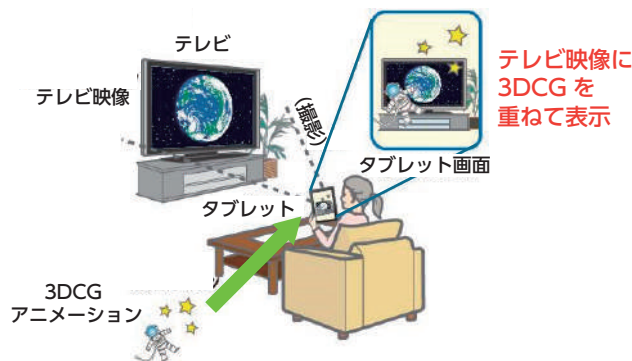 テレビ
テレビ映像
(撮影)
タブレット
3DCG
アニメーション
タブレット画面
テレビ映像に
3DCG を
重ねて表示